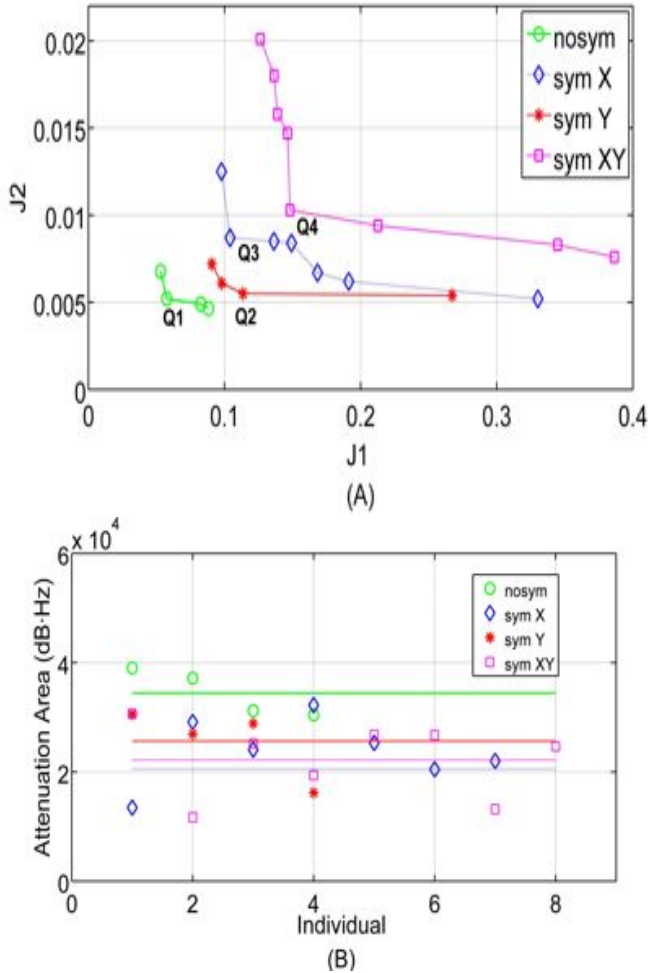 0.02
0.015
0.01
0.005
0
J2
nosym
sym X
sym Y
sym XY
Q1
Q2
Q3
Q4
0 0.1 0.2 0.3 0.4
J1
(A)
x 10^4
6
4
2
0
Attenuation Area (dB·Hz)
nosym
sym X
sym Y
sym XY
0 2 4 6 8
Individual
(B)